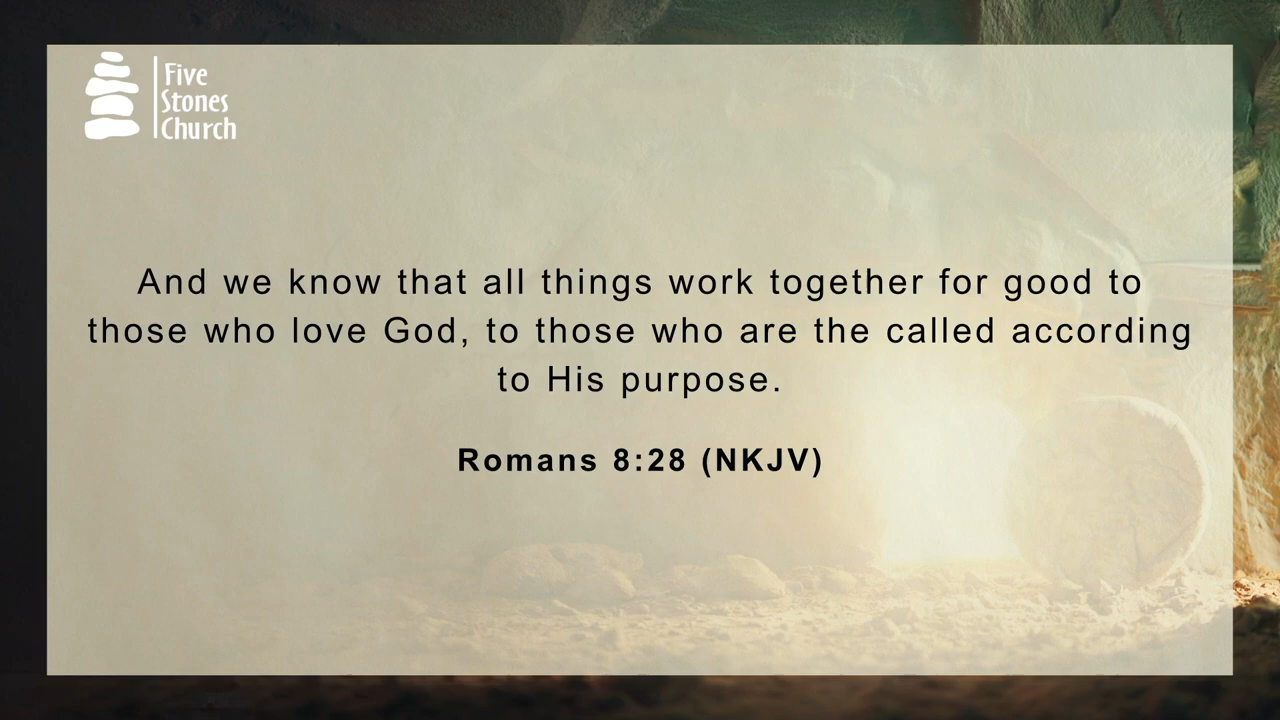 Five
Stones
Church
And we know that all things work together for good to
those who love God, to those who are the called according
to His purpose.
Romans 8:28 (NKJV)